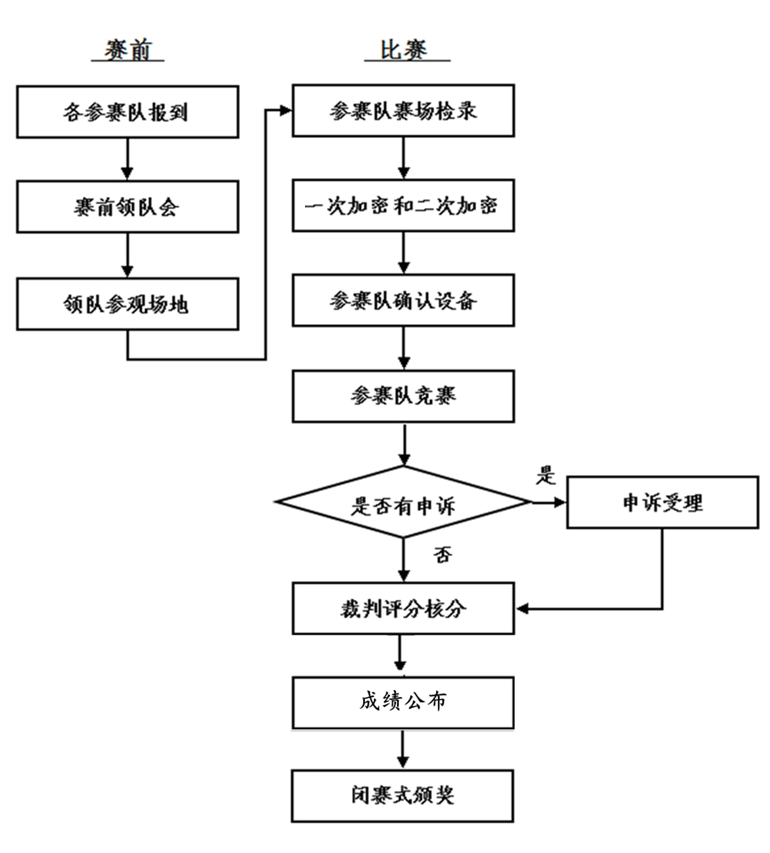 赛前
各参赛队报到
赛前领队会
领队参观场地
比赛
参赛队赛场检录
一次加密和二次加密
参赛队确认设备
参赛队竞赛
是否有申诉
是
申诉受理
否
裁判评分核分
成绩公布
闭赛式颁奖